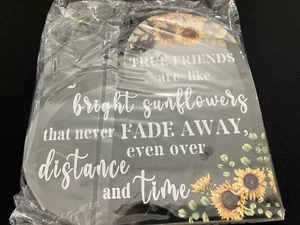 TRUE FRIENDS
are like
bright sunflowers
that never FADE AWAY,
even over
distance
and time